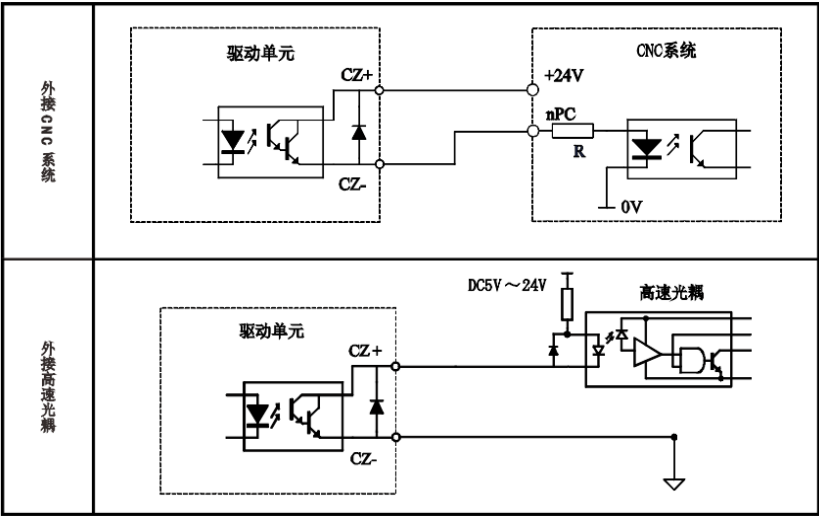 外接CNC系统
驱动单元
CZ+
CZ-
CNC系统
+24V
nPC
R
0V
外接高速光耦
驱动单元
CZ+
CZ-
DC5V～24V
高速光耦